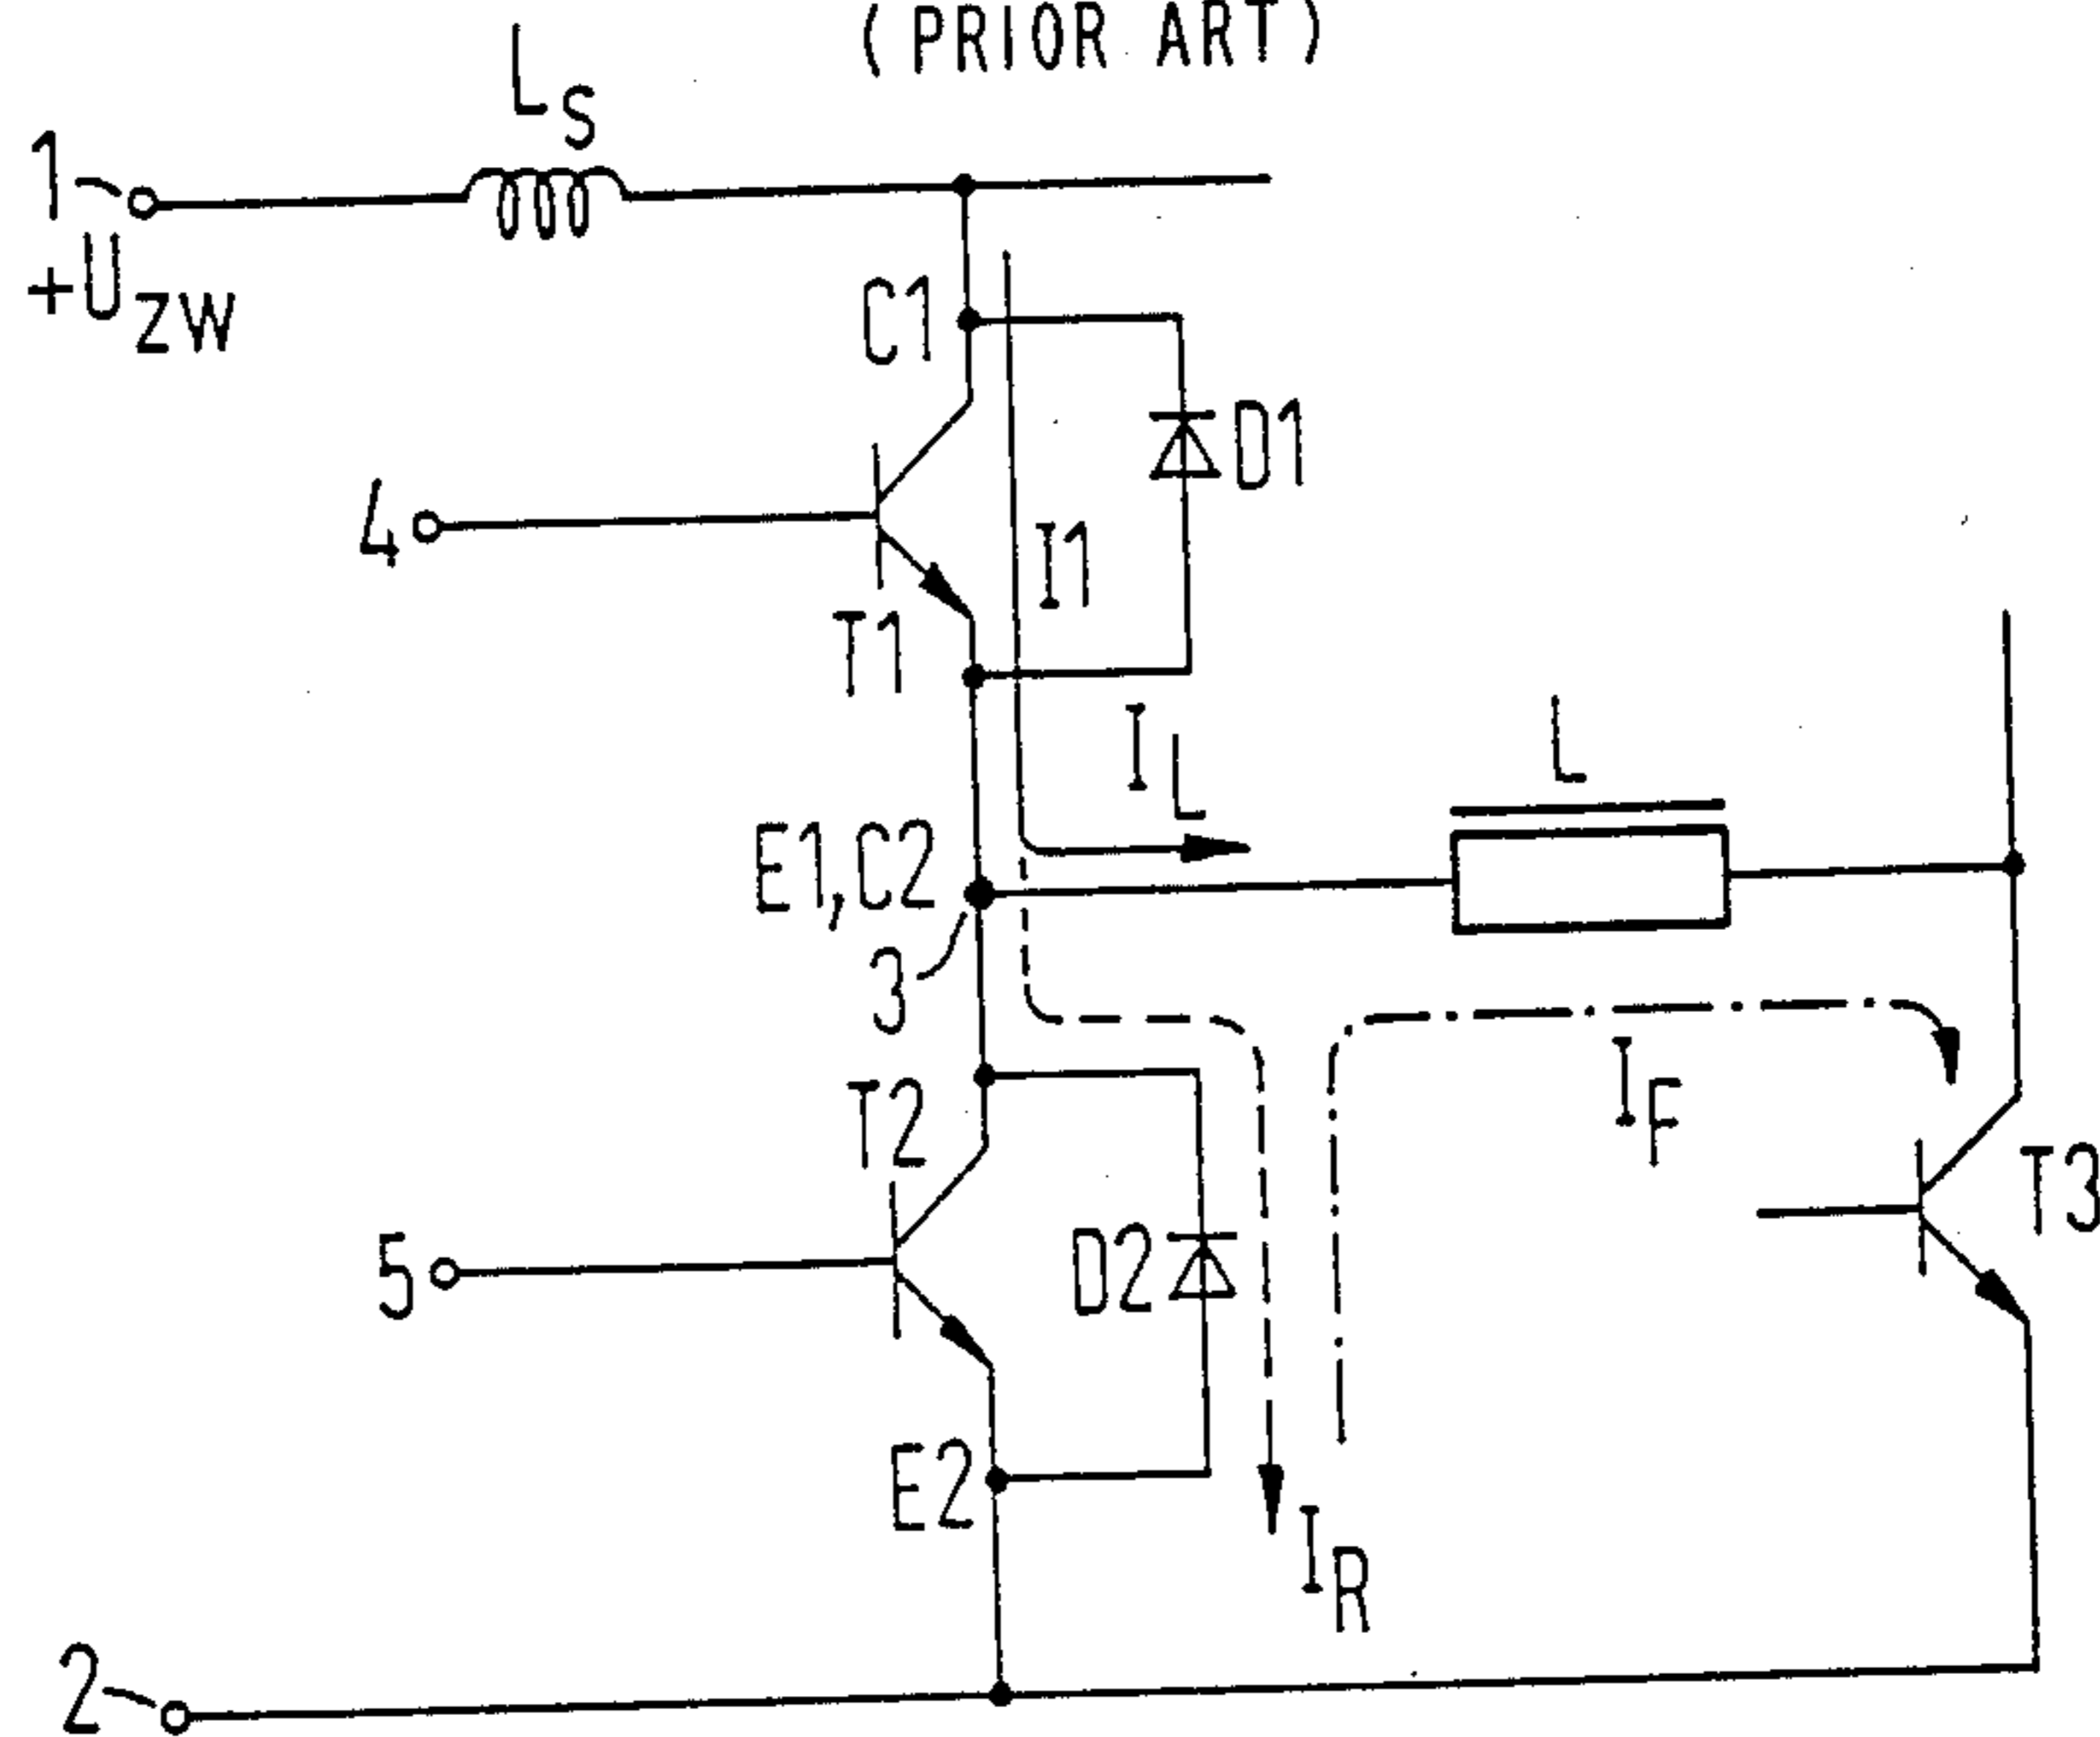 (PRIOR ART)
L_S
1
+U_ZW
C1
D1
4
I1
T1
I_L
L
E1,C2
3
I_F
T2
T3
D2
5
E2
I_R
2